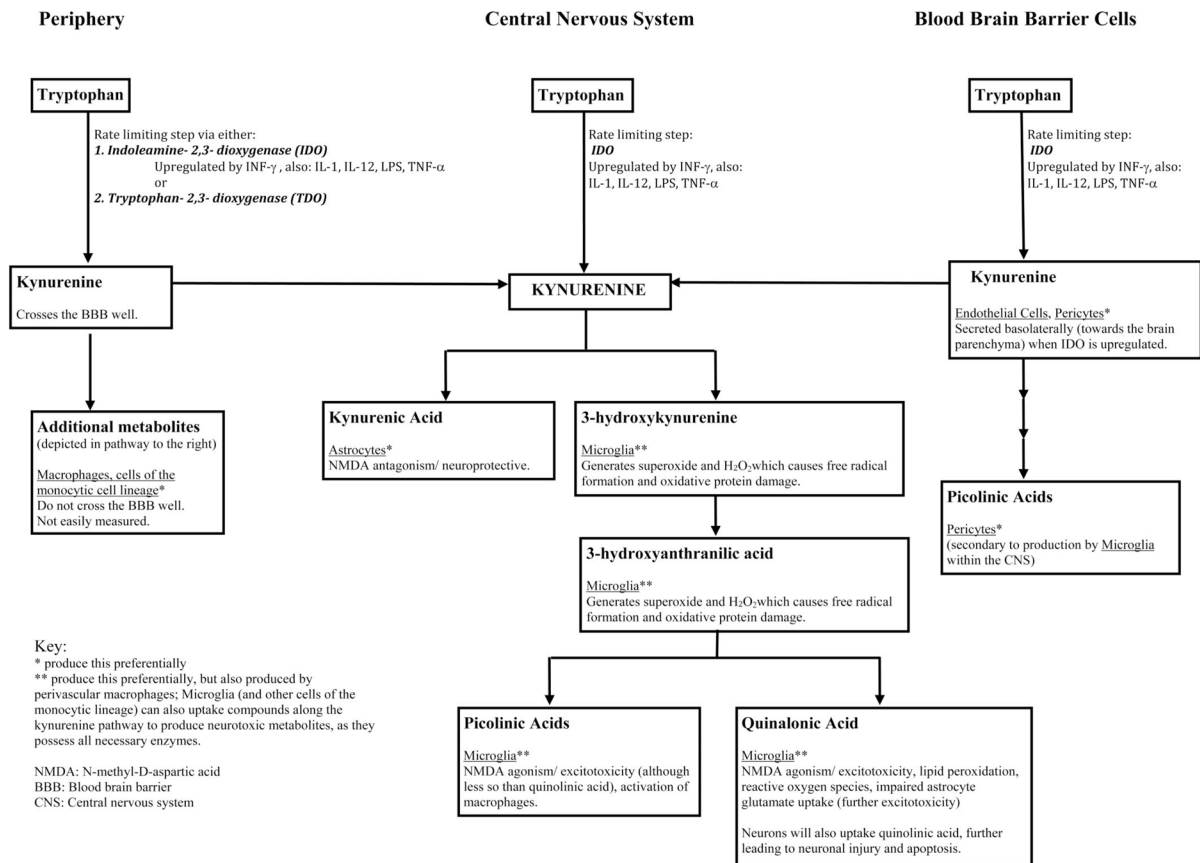 Periphery
Central Nervous System
Blood Brain Barrier Cells
Tryptophan
Rate limiting step via either:
1. Indoleamine- 2,3- dioxygenase (IDO)
Upregulated by INF-γ , also: IL-1, IL-12, LPS, TNF-α
or
2. Tryptophan- 2,3- dioxygenase (TDO)
Tryptophan
Rate limiting step:
IDO
Upregulated by INF-γ, also:
IL-1, IL-12, LPS, TNF-α
Tryptophan
Rate limiting step:
IDO
Upregulated by INF-γ, also:
IL-1, IL-12, LPS, TNF-α
Kynurenine
Crosses the BBB well.
KYNURENINE
Kynurenine
Endothelial Cells, Pericytes*
Secreted basolaterally (towards the brain
parenchyma) when IDO is upregulated.
Additional metabolites
(depicted in pathway to the right)
Macrophages, cells of the
monocytic cell lineage*
Do not cross the BBB well.
Not easily measured.
Kynurenic Acid
Astrocytes*
NMDA antagonism/ neuroprotective.
3-hydroxykynurenine
Microglia**
Generates superoxide and H₂O₂which causes free radical
formation and oxidative protein damage.
Picolinic Acids
Pericytes*
(secondary to production by Microglia
within the CNS)
3-hydroxyanthranilic acid
Microglia**
Generates superoxide and H₂O₂which causes free radical
formation and oxidative protein damage.
Key:
* produce this preferentially
** produce this preferentially, but also produced by
perivascular macrophages; Microglia (and other cells of the
monocytic lineage) can also uptake compounds along the
kynurenine pathway to produce neurotoxic metabolites, as they
possess all necessary enzymes.
NMDA: N-methyl-D-aspartic acid
BBB: Blood brain barrier
CNS: Central nervous system
Picolinic Acids
Microglia**
NMDA agonism/ excitotoxicity (although
less so than quinolinic acid), activation of
macrophages.
Quinalonic Acid
Microglia**
NMDA agonism/ excitotoxicity, lipid peroxidation,
reactive oxygen species, impaired astrocyte
glutamate uptake (further excitotoxicity)
Neurons will also uptake quinolinic acid, further
leading to neuronal injury and apoptosis.